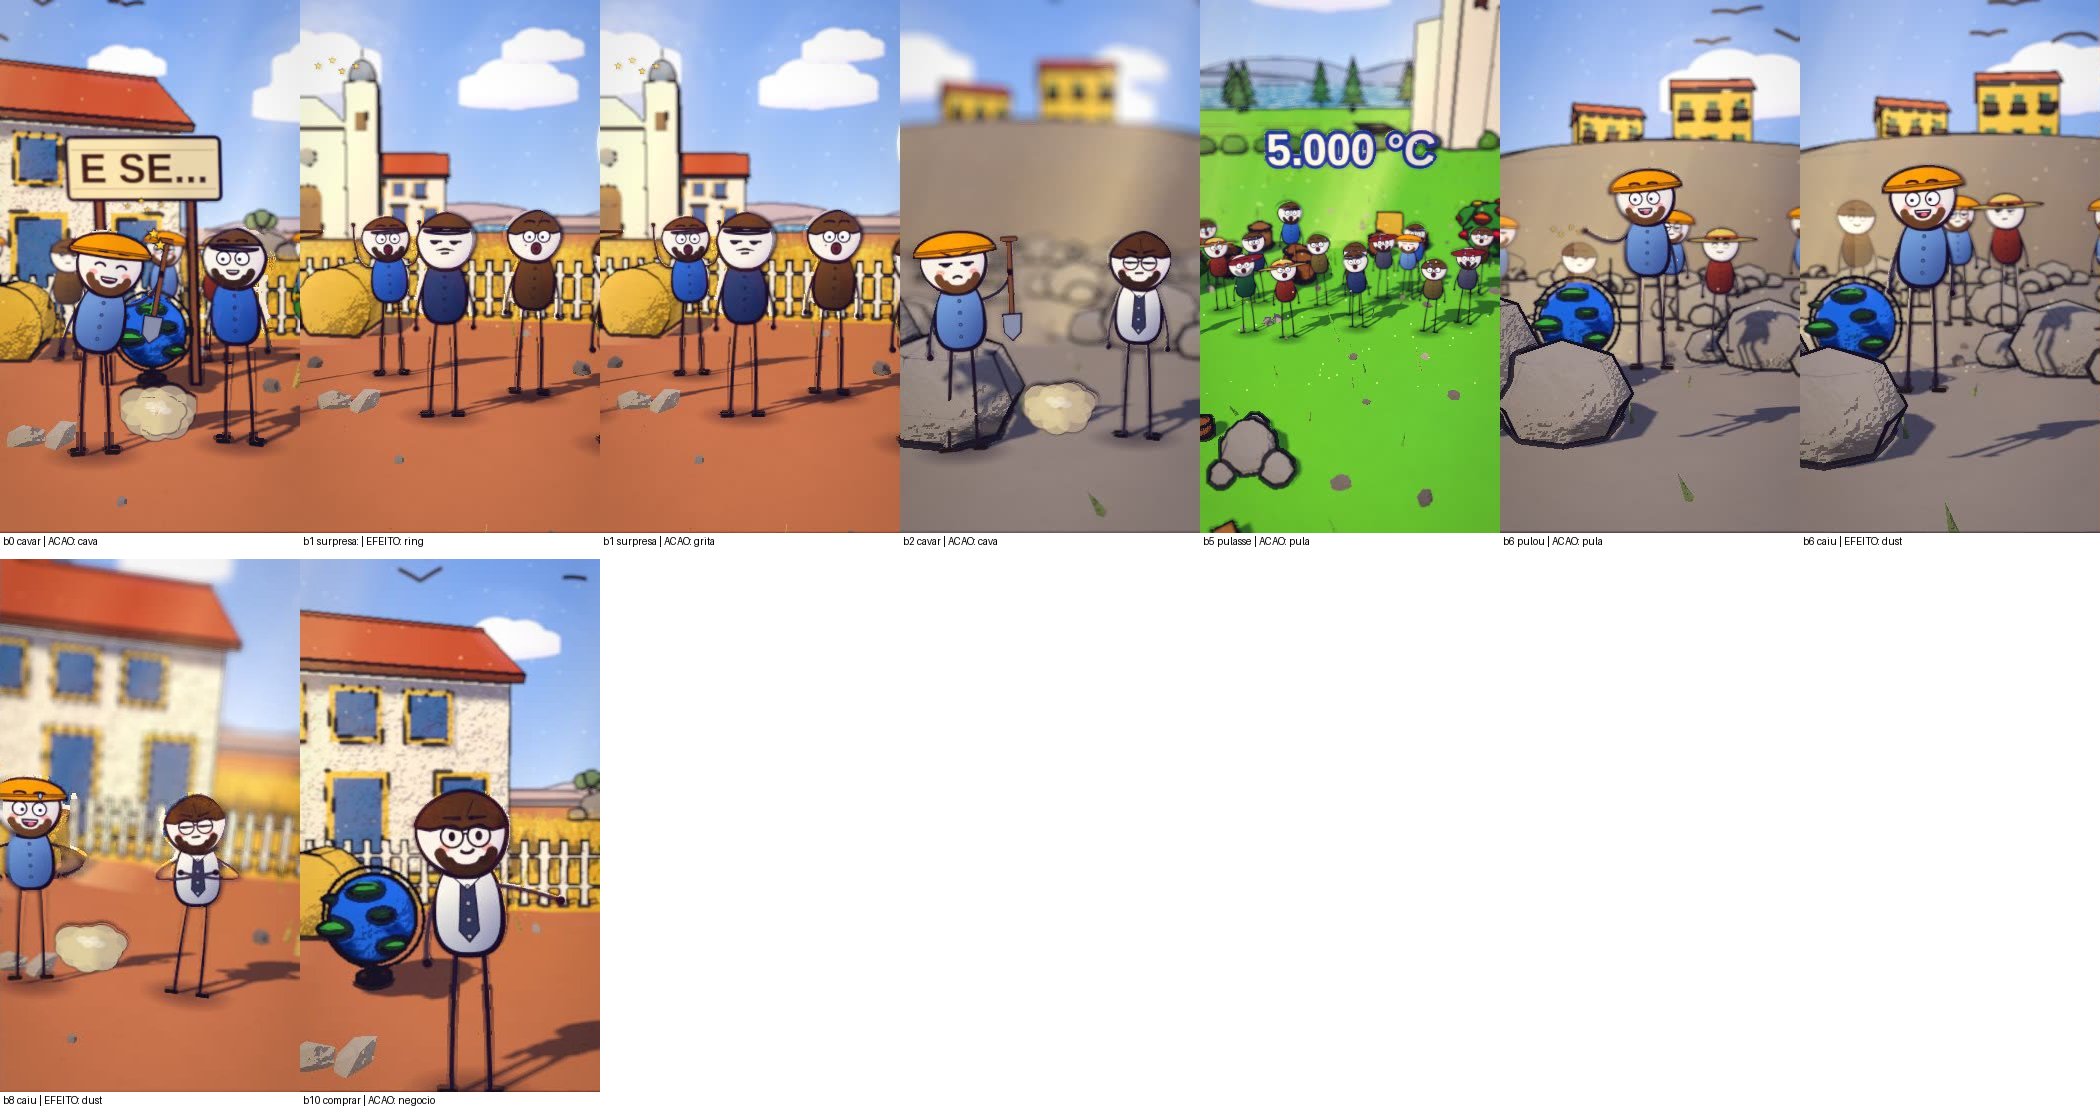 E SE...
5.000 °C
b0 cavar | ACAO: cava
b1 surpresa: | EFEITO: ring
b1 surpresa | ACAO: grita
b2 cavar | ACAO: cava
b5 pulasse | ACAO: pula
b6 pulou | ACAO: pula
b6 caiu | EFEITO: dust
b8 caiu | EFEITO: dust
b10 comprar | ACAO: negocio